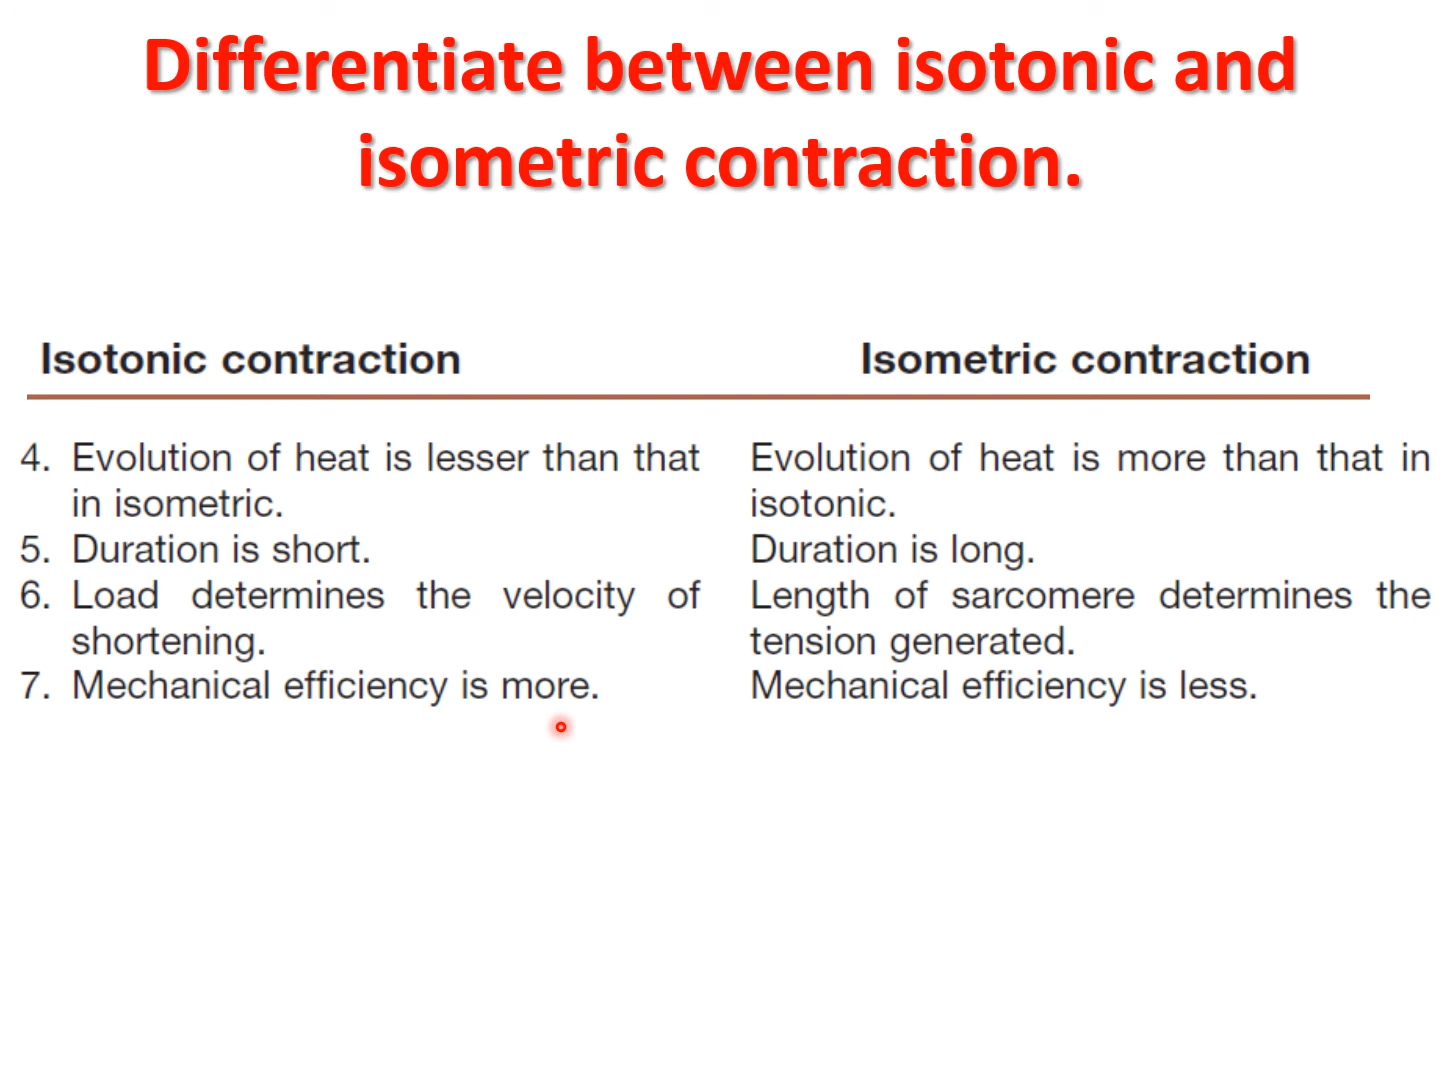 Differentiate between isotonic and
isometric contraction.
Isotonic contraction Isometric contraction
4. Evolution of heat is lesser than that Evolution of heat is more than that in
in isometric. isotonic.
5. Duration is short. Duration is long.
6. Load determines the velocity of Length of sarcomere determines the
shortening. tension generated.
7. Mechanical efficiency is more. Mechanical efficiency is less.